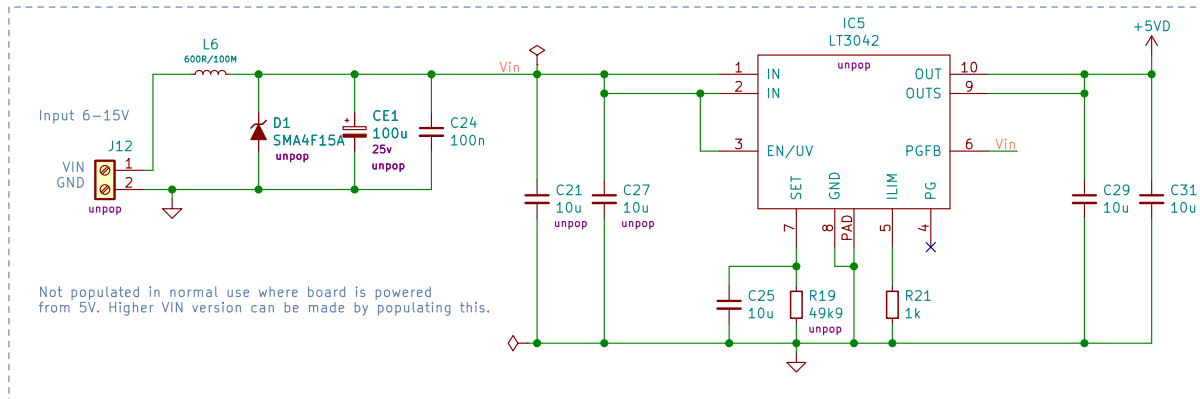 L6
600R/100M
Input 6-15V
J12
VIN
GND
1
2
unpop
D1
SMA4F15A
unpop
+
CE1
100u
25v
unpop
C24
100n
Vin
C21
10u
unpop
C27
10u
unpop
IC5
LT3042
unpop
1
IN
2
IN
3
EN/UV
OUT
10
OUTS
9
PGFB
6
Vin
SET
GND
ILIM
PG
7
8
PAD
5
4
+5VD
C29
10u
C31
10u
C25
10u
R19
49k9
unpop
R21
1k
Not populated in normal use where board is powered
from 5V. Higher VIN version can be made by populating this.